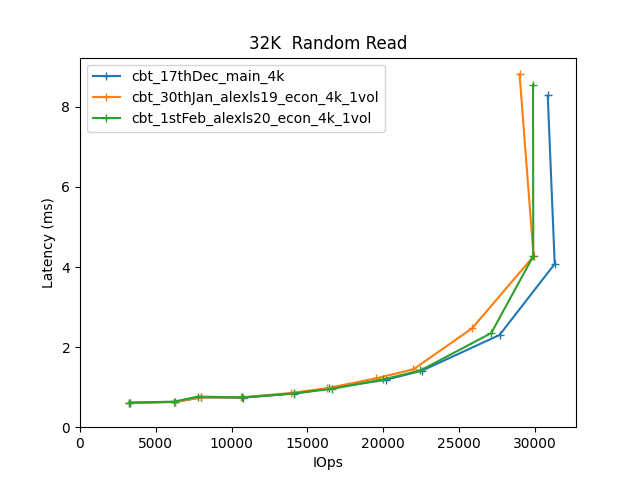 32K  Random Read
cbt_17thDec_main_4k
cbt_30thJan_alexls19_econ_4k_1vol
cbt_1stFeb_alexls20_econ_4k_1vol
Latency (ms)
8
6
4
2
0
0 5000 10000 15000 20000 25000 30000
IOps